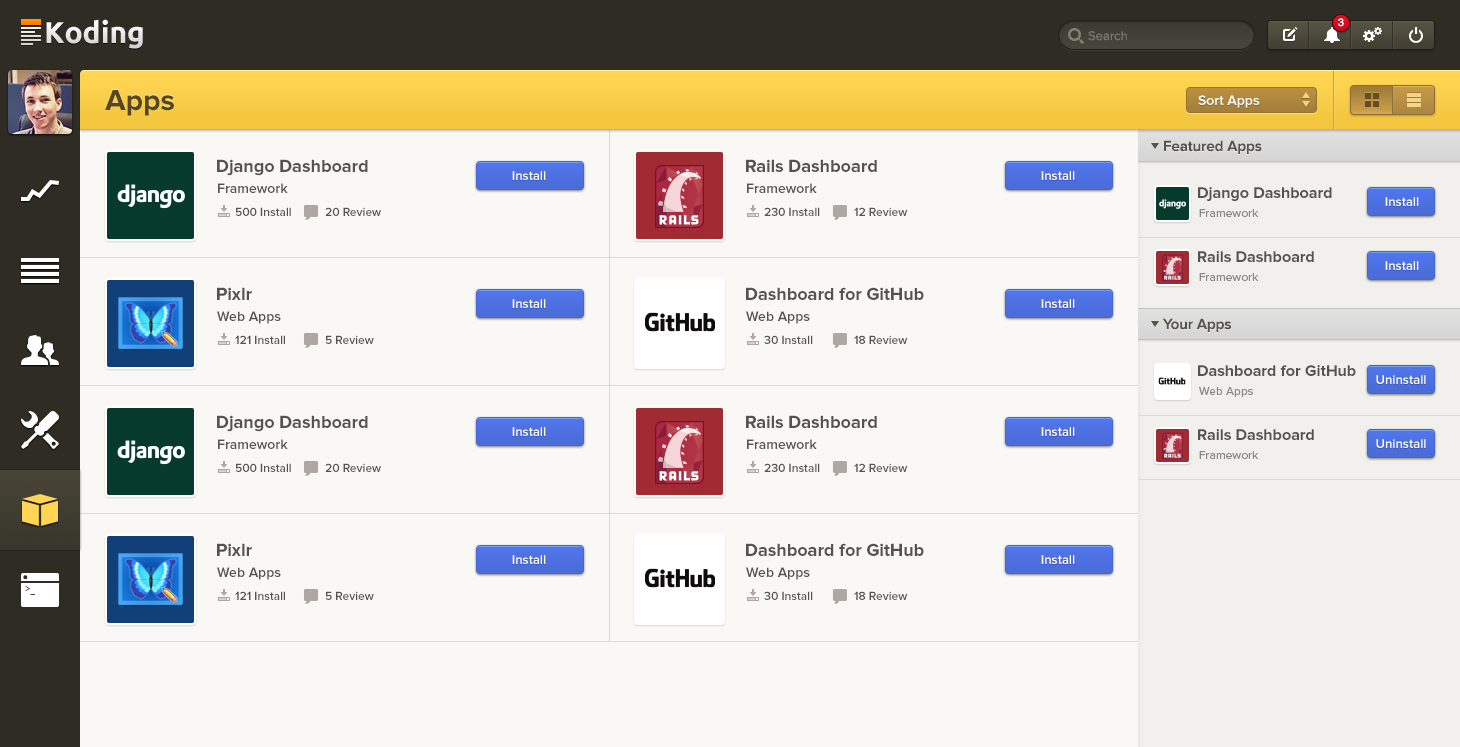 Koding
Search
3
Apps
Sort Apps
django
Django Dashboard
Framework
500 Install 20 Review
Install
RAILS
Rails Dashboard
Framework
230 Install 12 Review
Install
Pixlr
Web Apps
121 Install 5 Review
Install
GitHub
Dashboard for GitHub
Web Apps
30 Install 18 Review
Install
django
Django Dashboard
Framework
500 Install 20 Review
Install
RAILS
Rails Dashboard
Framework
230 Install 12 Review
Install
Pixlr
Web Apps
121 Install 5 Review
Install
GitHub
Dashboard for GitHub
Web Apps
30 Install 18 Review
Install
Featured Apps
django
Django Dashboard
Framework
Install
RAILS
Rails Dashboard
Framework
Install
Your Apps
GitHub
Dashboard for GitHub
Web Apps
Uninstall
RAILS
Rails Dashboard
Framework
Uninstall
>_